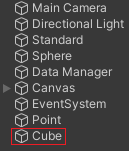 Main Camera
Directional Light
Standard
Sphere
Data Manager
Canvas
EventSystem
Point
Cube